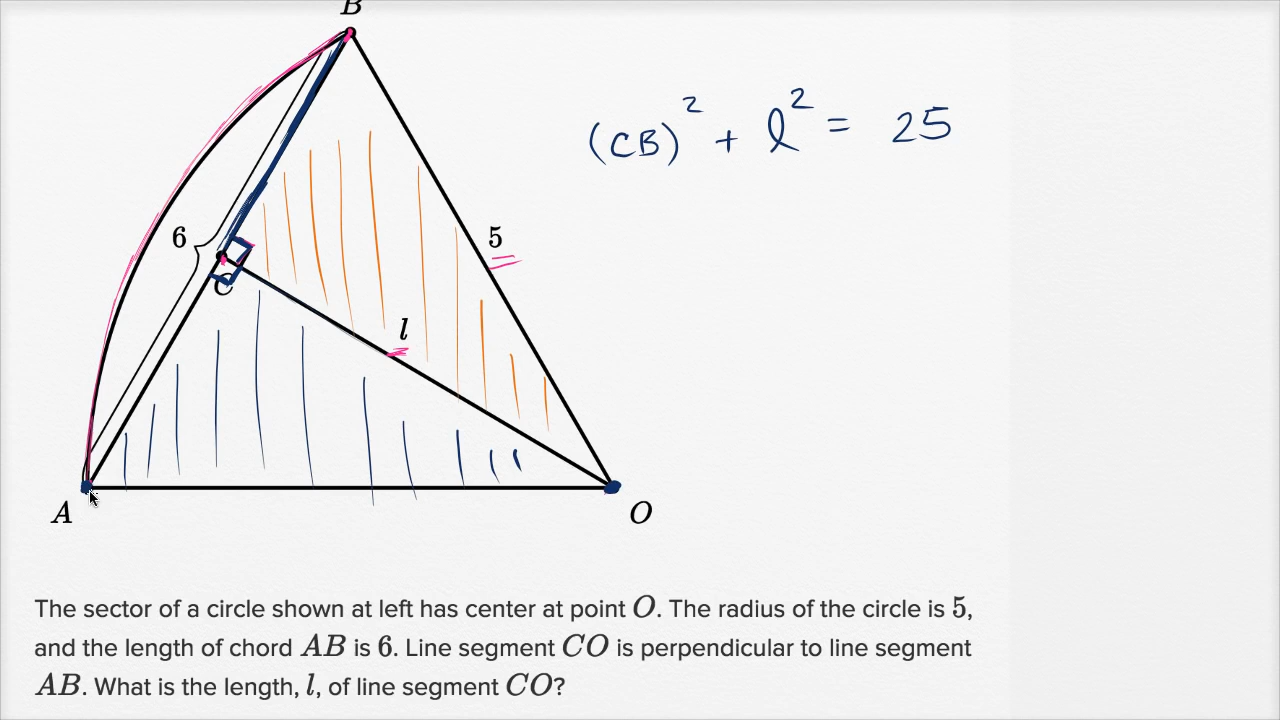 B
(CB)² + l² = 25
6
5
C
l
A
O
The sector of a circle shown at left has center at point O. The radius of the circle is 5,
and the length of chord AB is 6. Line segment CO is perpendicular to line segment
AB. What is the length, l, of line segment CO?